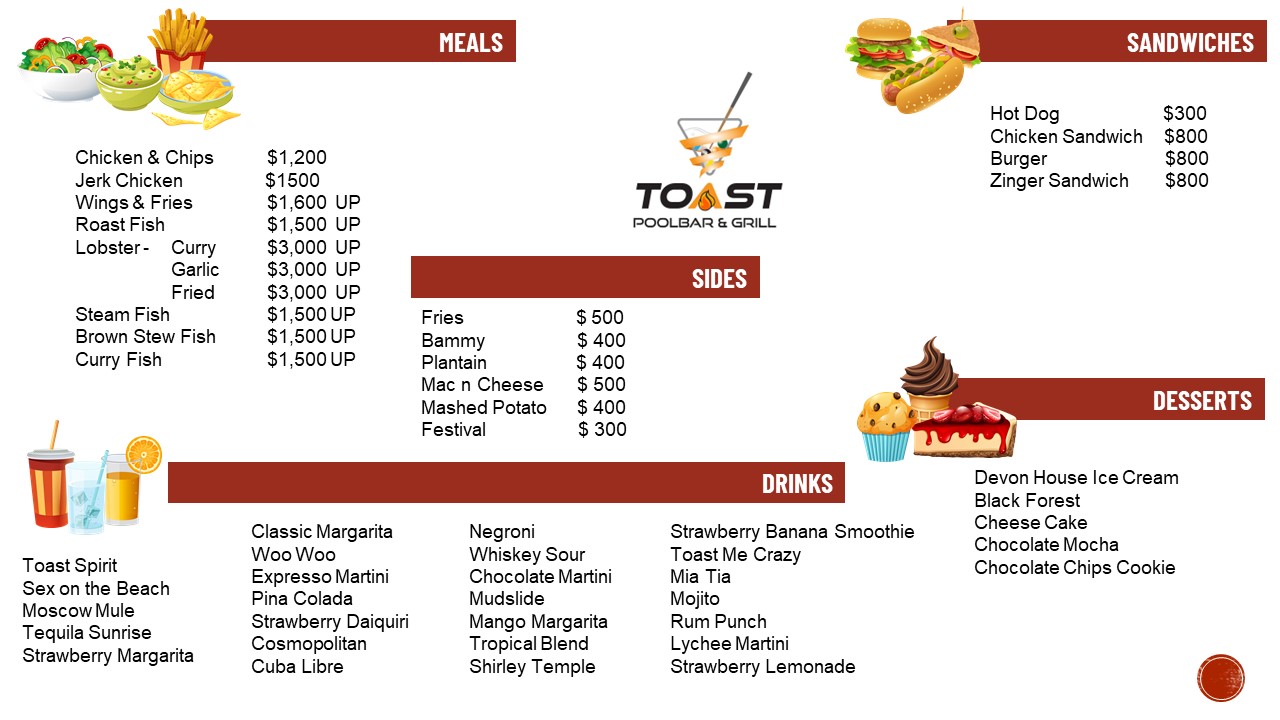 MEALS
Chicken & Chips $1,200
Jerk Chicken $1500
Wings & Fries $1,600 UP
Roast Fish $1,500 UP
Lobster - Curry $3,000 UP
Garlic $3,000 UP
Fried $3,000 UP
Steam Fish $1,500 UP
Brown Stew Fish $1,500 UP
Curry Fish $1,500 UP
TOAST
POOLBAR & GRILL
SANDWICHES
Hot Dog $300
Chicken Sandwich $800
Burger $800
Zinger Sandwich $800
SIDES
Fries $ 500
Bammy $ 400
Plantain $ 400
Mac n Cheese $ 500
Mashed Potato $ 400
Festival $ 300
DESSERTS
Devon House Ice Cream
Black Forest
Cheese Cake
Chocolate Mocha
Chocolate Chips Cookie
DRINKS
Toast Spirit
Sex on the Beach
Moscow Mule
Tequila Sunrise
Strawberry Margarita
Classic Margarita
Woo Woo
Expresso Martini
Pina Colada
Strawberry Daiquiri
Cosmopolitan
Cuba Libre
Negroni
Whiskey Sour
Chocolate Martini
Mudslide
Mango Margarita
Tropical Blend
Shirley Temple
Strawberry Banana Smoothie
Toast Me Crazy
Mia Tia
Mojito
Rum Punch
Lychee Martini
Strawberry Lemonade